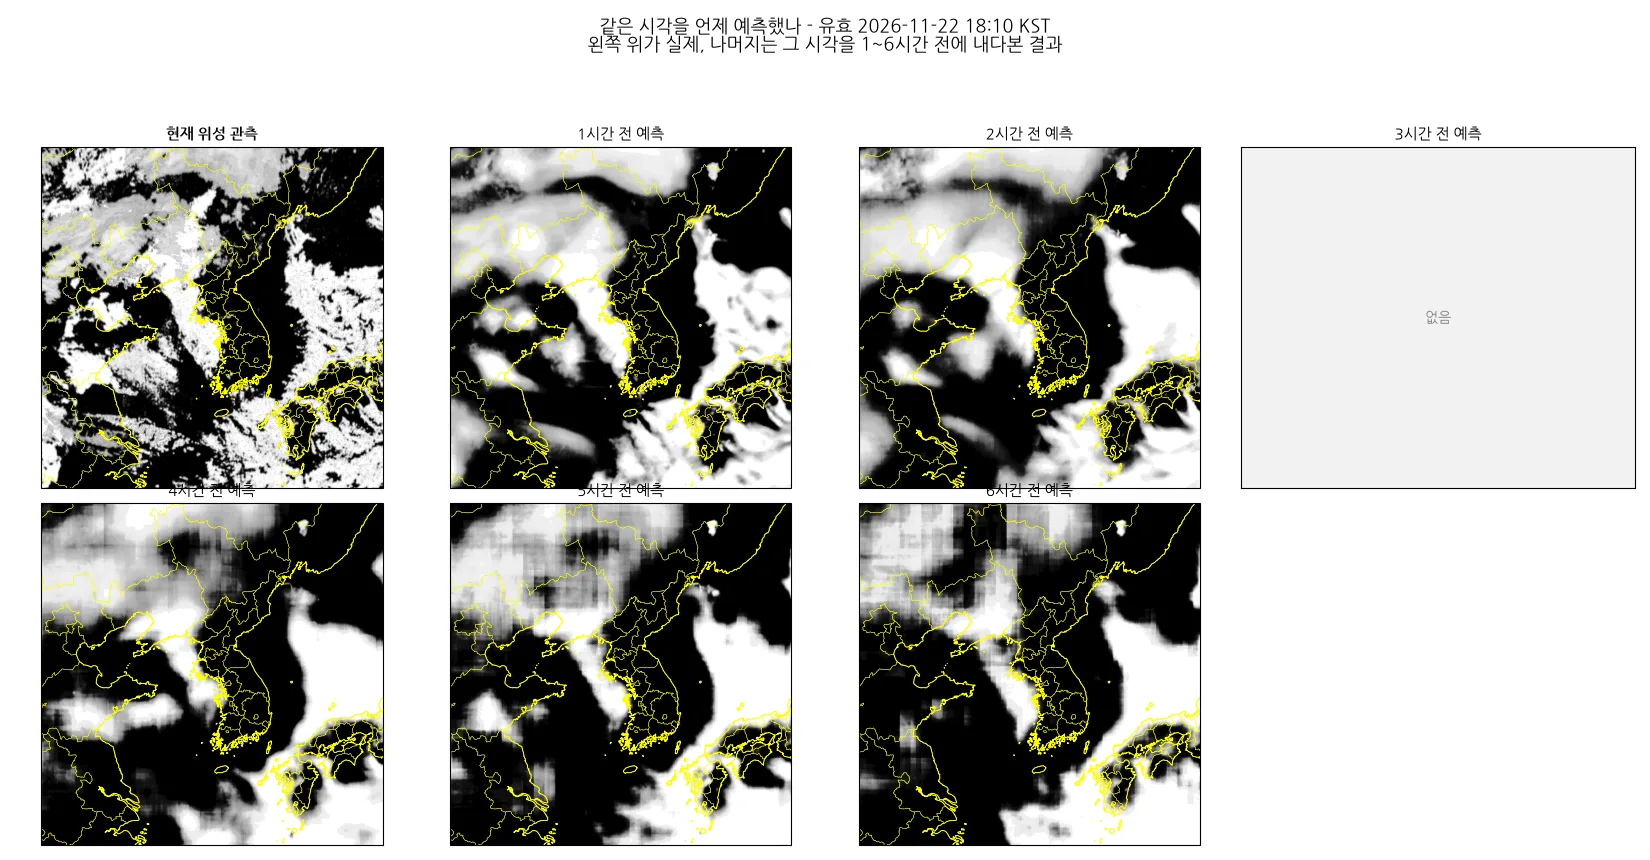 같은 시각을 언제 예측했나 - 유효 2026-11-22 18:10 KST
왼쪽 위가 실제, 나머지는 그 시각을 1~6시간 전에 내다본 결과
현재 위성 관측
1시간 전 예측
2시간 전 예측
3시간 전 예측
없음
4시간 전 예측
5시간 전 예측
6시간 전 예측